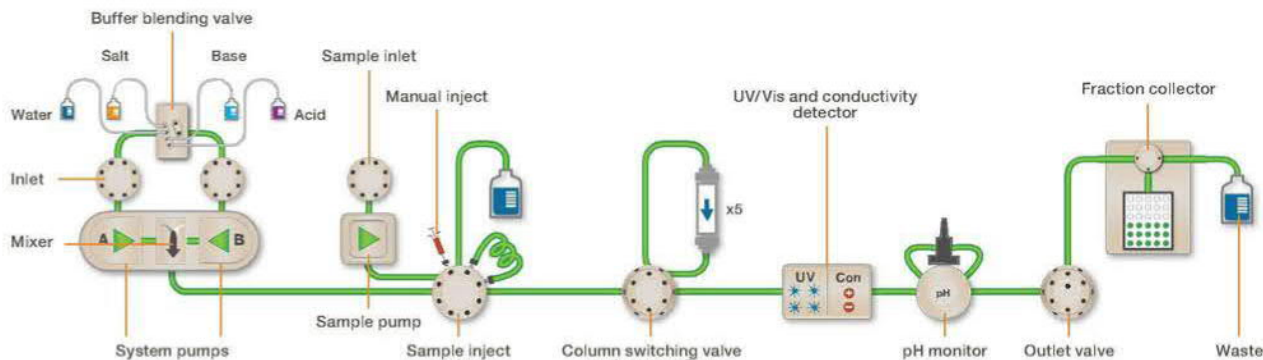 Buffer blending valve
Salt
Base
Sample inlet
Water
Acid
Manual inject
UV/Vis and conductivity
detector
Fraction collector
Inlet
x5
Mixer
A
B
UV
Con
pH
Sample pump
System pumps
Sample inject
Column switching valve
pH monitor
Outlet valve
Waste